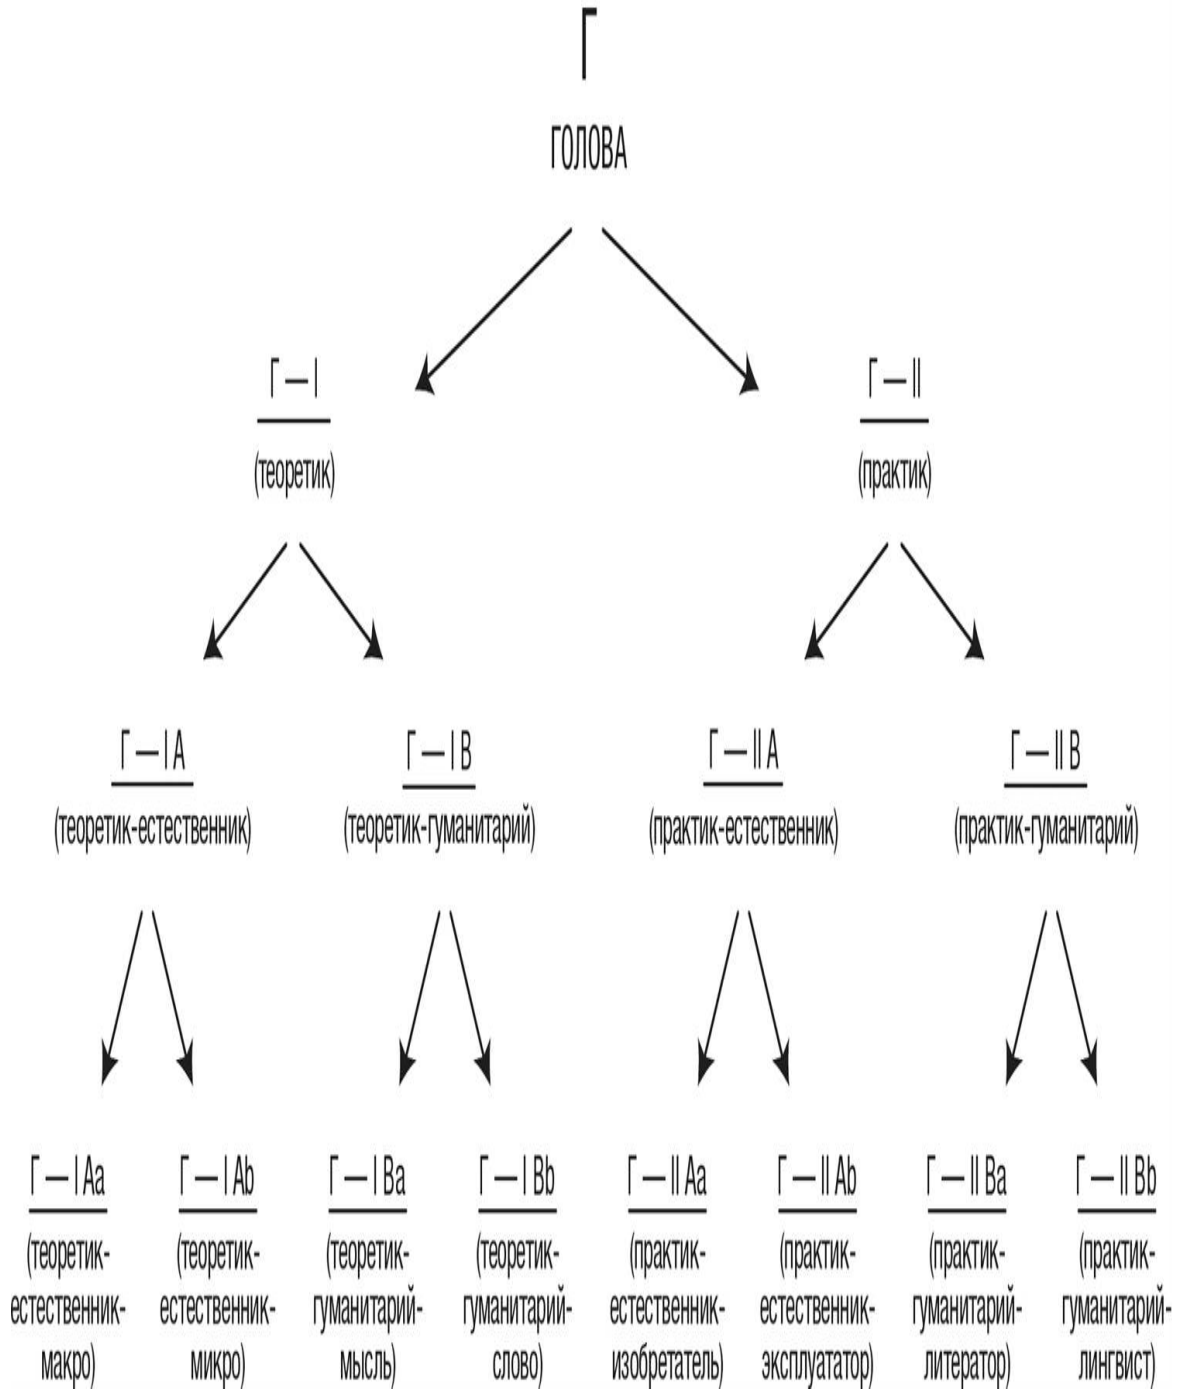 Г
ГОЛОВА
Г — I
Г — II
(теоретик)
(практик)
Г — I A
Г — I B
Г — II A
Г — II B
(теоретик-естественник)
(теоретик-гуманитарий)
(практик-естественник)
(практик-гуманитарий)
Г — I Aa
(теоретик-
естественник-
макро)
Г — I Ab
(теоретик-
естественник-
микро)
Г — I Ba
(теоретик-
гуманитарий-
мысль)
Г — I Bb
(теоретик-
гуманитарий-
слово)
Г — II Aa
(практик-
естественник-
изобретатель)
Г — II Ab
(практик-
естественник-
эксплуататор)
Г — II Ba
(практик-
гуманитарий-
литератор)
Г — II Bb
(практик-
гуманитарий-
лингвист)